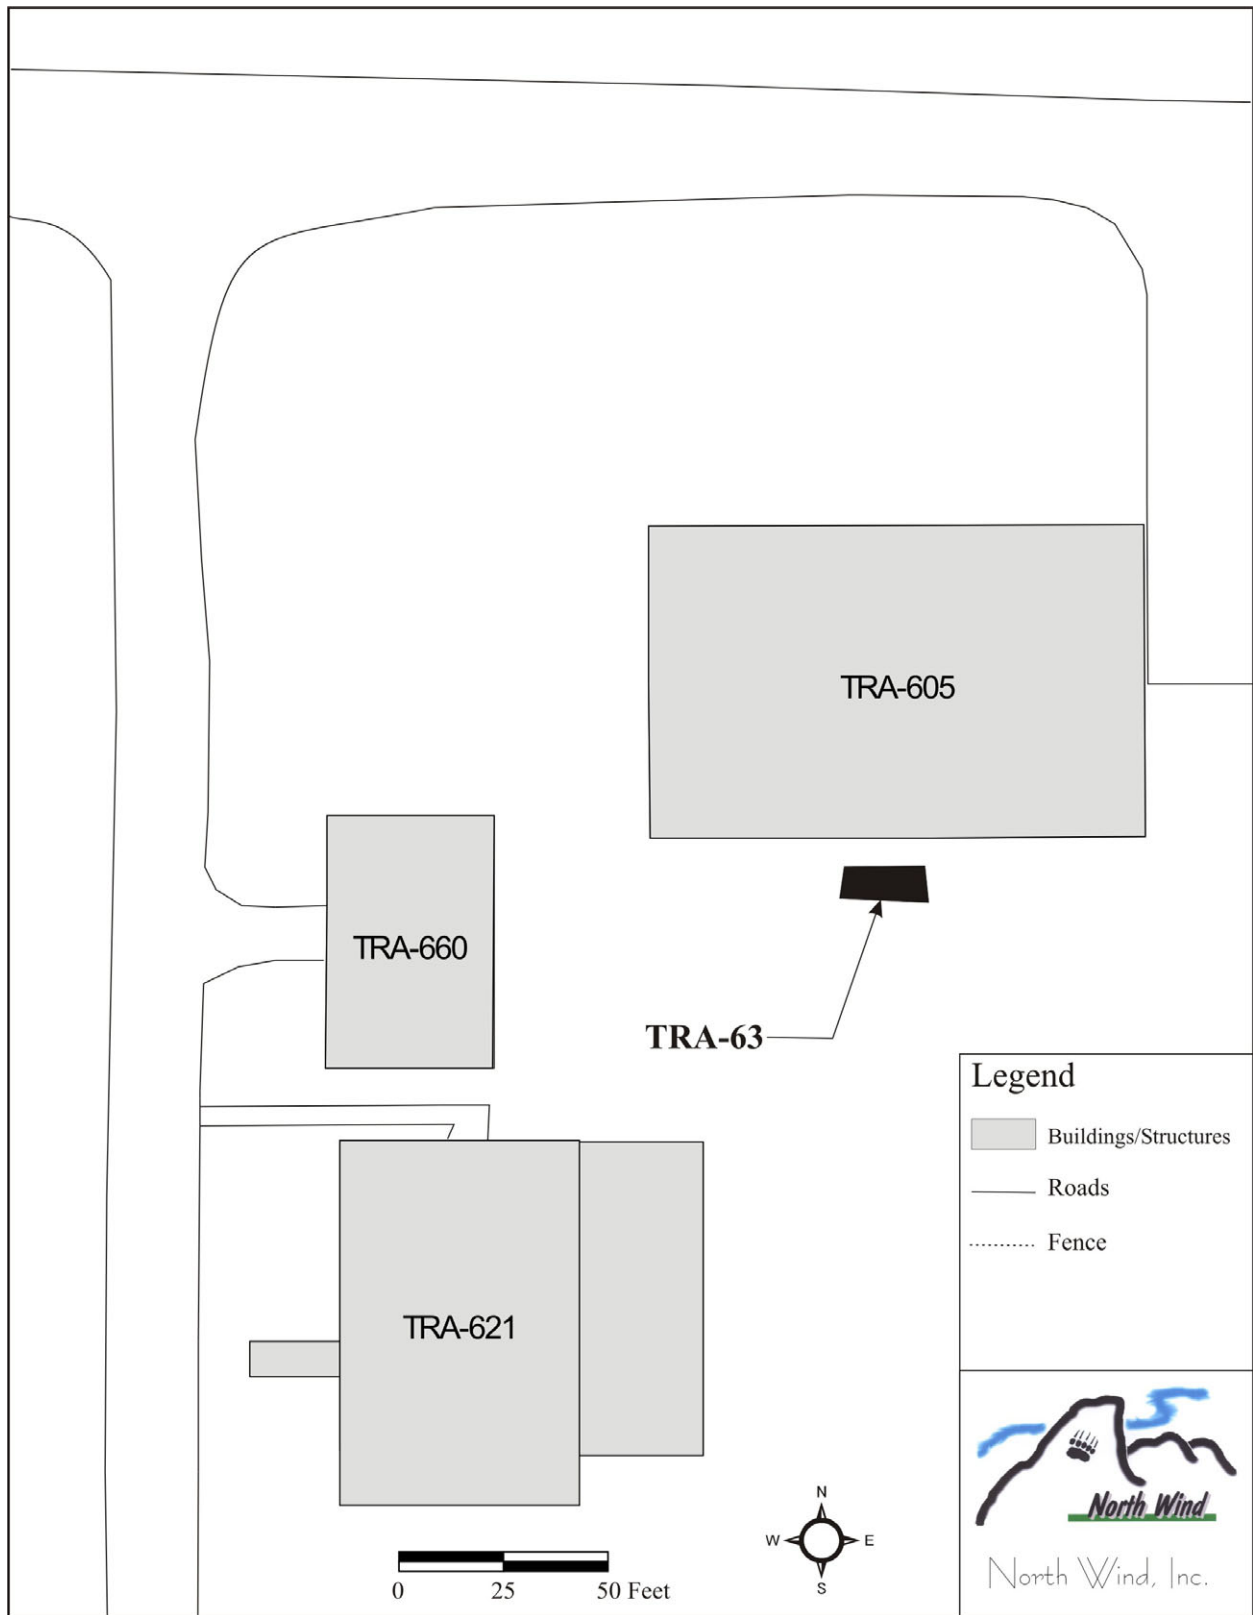 TRA-605
TRA-660
TRA-63
Legend
Buildings/Structures
Roads
Fence
TRA-621
N
W E
S
0 25 50 Feet
North Wind
North Wind, Inc.